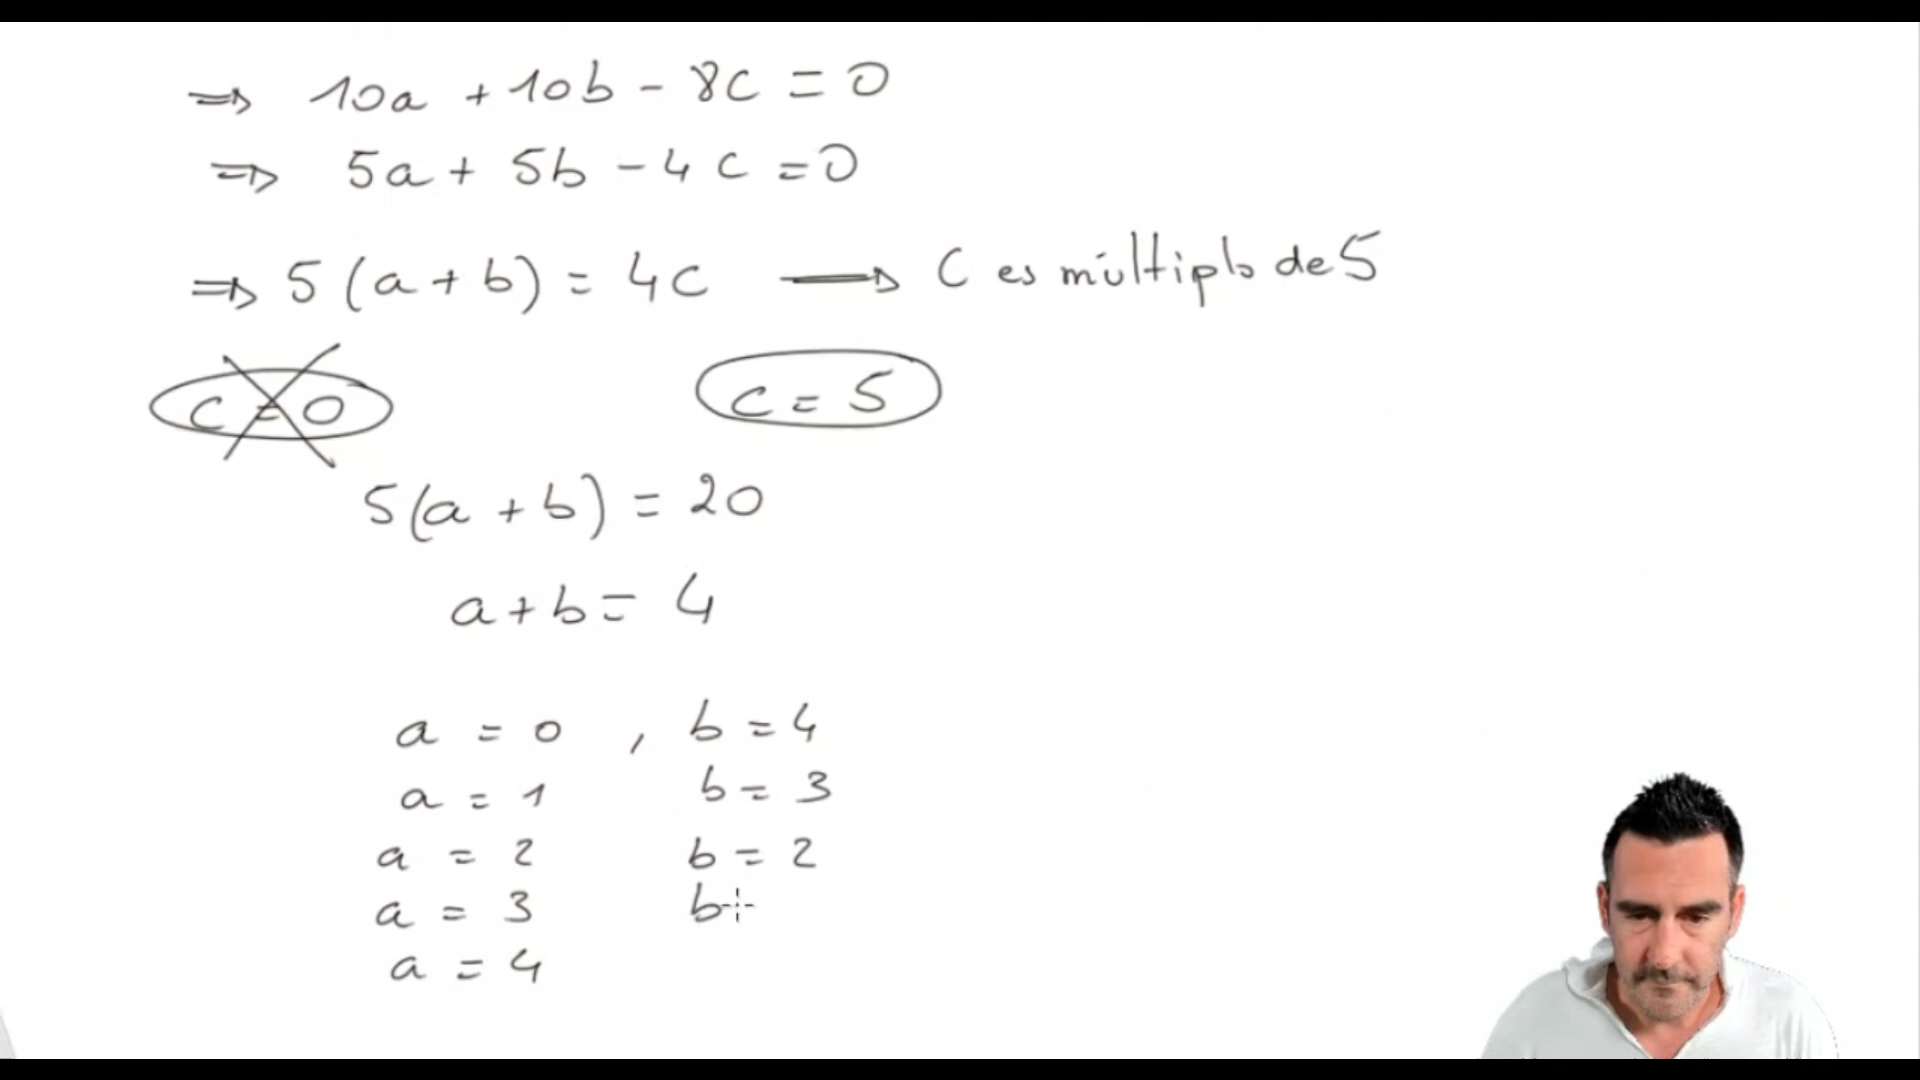 ⇒ 10a + 10b - 8c = 0
⇒ 5a + 5b - 4c = 0
⇒ 5(a + b) = 4c → C es múltiplo de 5
c = 0 c = 5
5(a + b) = 20
a + b = 4
a = 0 , b = 4
a = 1 b = 3
a = 2 b = 2
a = 3 b
a = 4